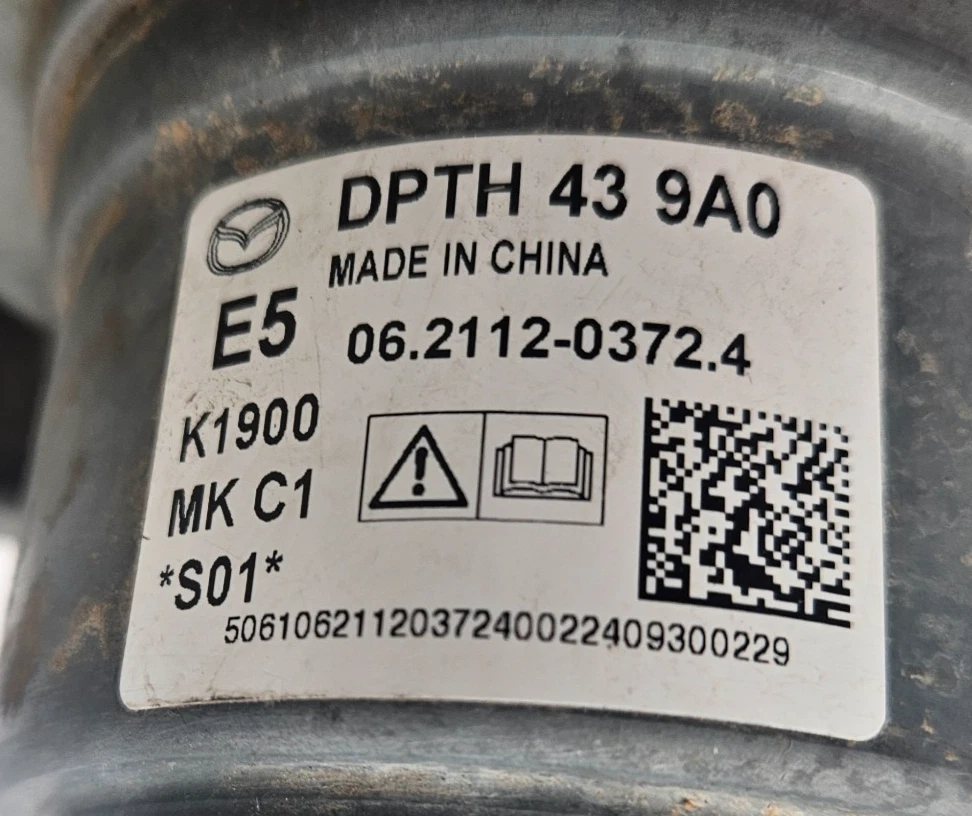 DPTH 43 9A0
MADE IN CHINA
E5 06.2112-0372.4
K1900
MK C1
*S01*
5061062112037240022409300229